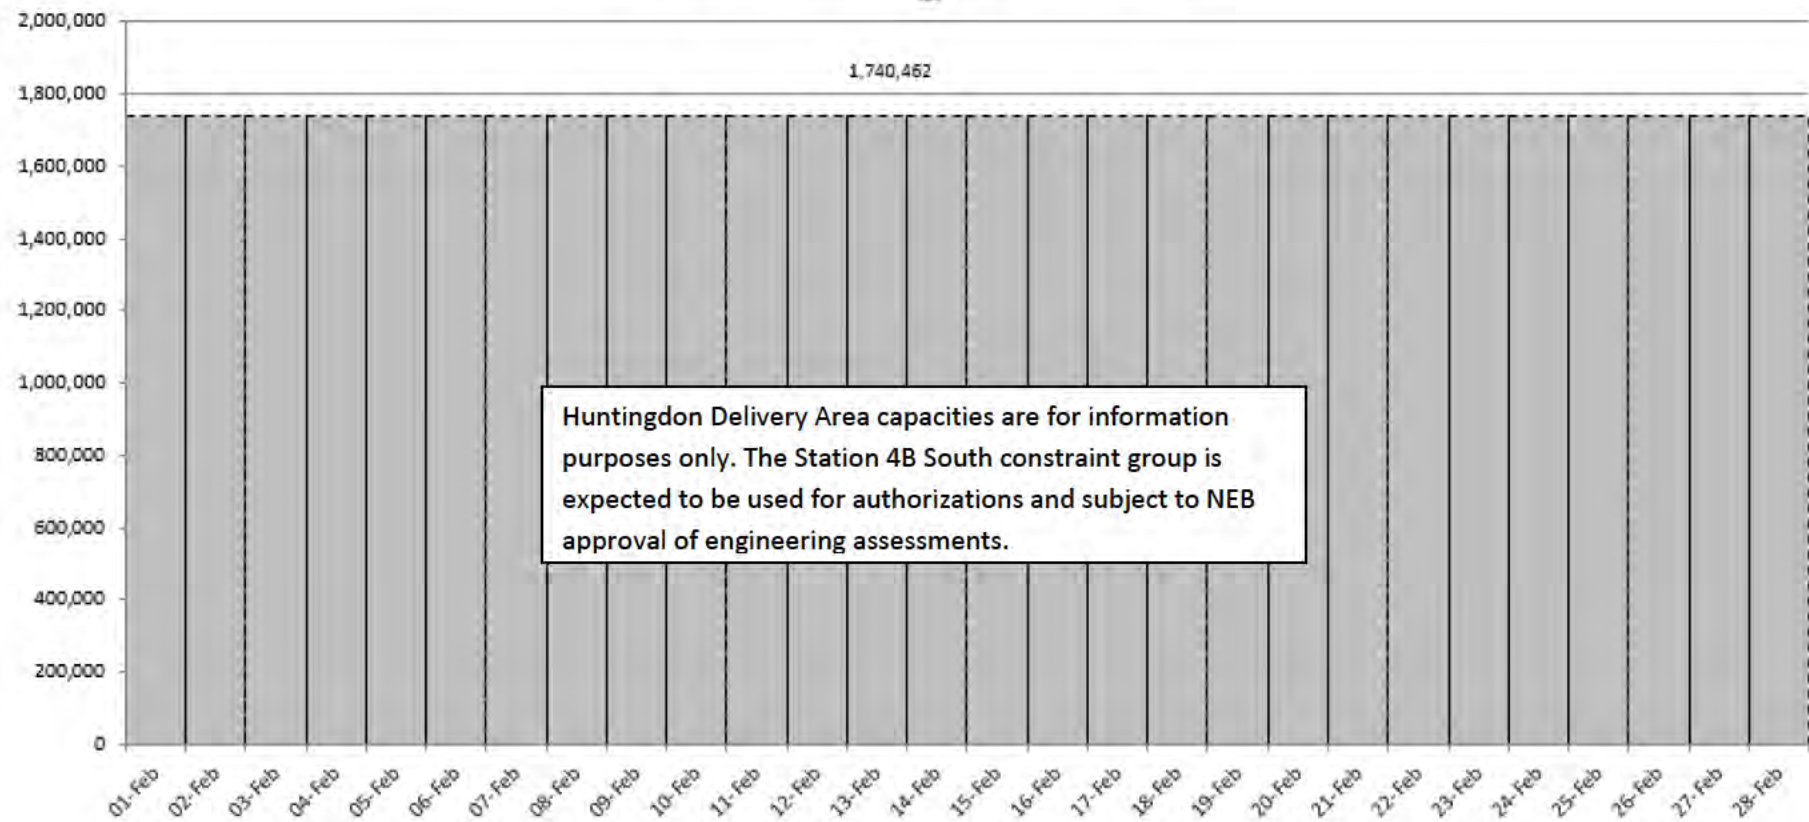 2,000,000
1,740,462
1,800,000
1,600,000
1,400,000
1,200,000
1,000,000
Huntingdon Delivery Area capacities are for information
purposes only. The Station 4B South constraint group is
expected to be used for authorizations and subject to NEB
approval of engineering assessments.
800,000
600,000
400,000
200,000
0
01-Feb 02-Feb 03-Feb 04-Feb 05-Feb 06-Feb 07-Feb 08-Feb 09-Feb 10-Feb 11-Feb 12-Feb 13-Feb 14-Feb 15-Feb 16-Feb 17-Feb 18-Feb 19-Feb 20-Feb 21-Feb 22-Feb 23-Feb 24-Feb 25-Feb 26-Feb 27-Feb 28-Feb